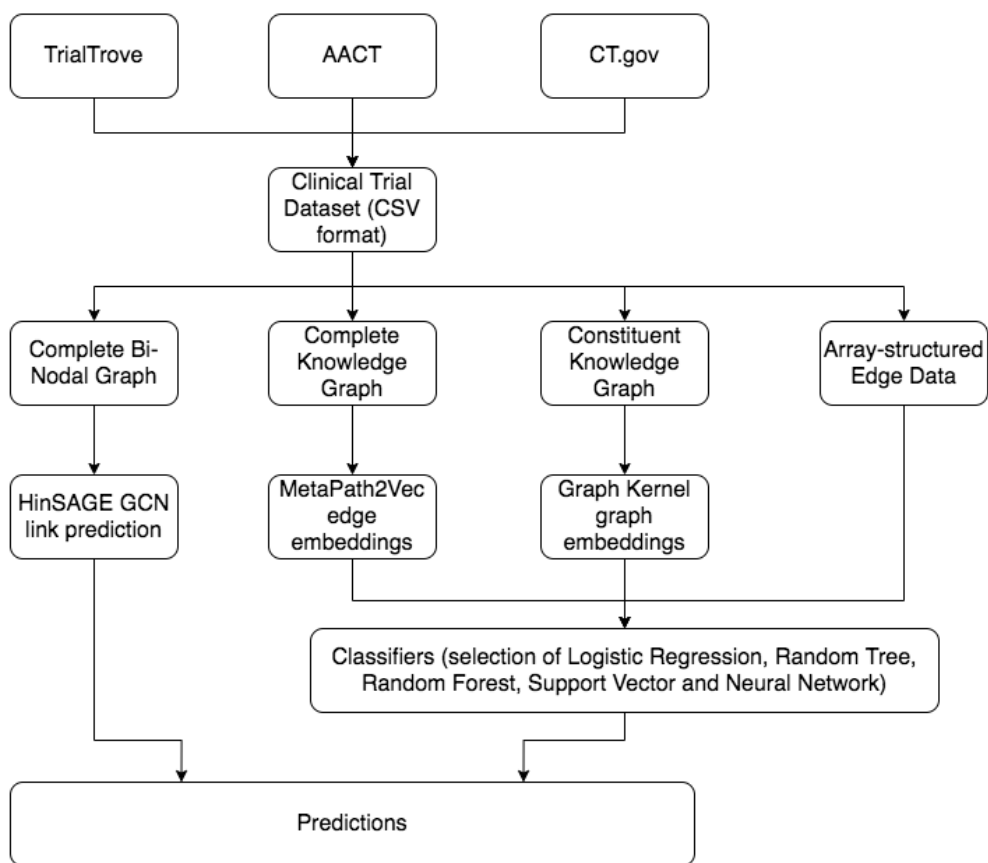 TrialTrove
AACT
CT.gov
Clinical Trial
Dataset (CSV
format)
Complete Bi-
Nodal Graph
Complete
Knowledge
Graph
Constituent
Knowledge
Graph
Array-structured
Edge Data
HinSAGE GCN
link prediction
MetaPath2Vec
edge
embeddings
Graph Kernel
graph
embeddings
Classifiers (selection of Logistic Regression, Random Tree,
Random Forest, Support Vector and Neural Network)
Predictions